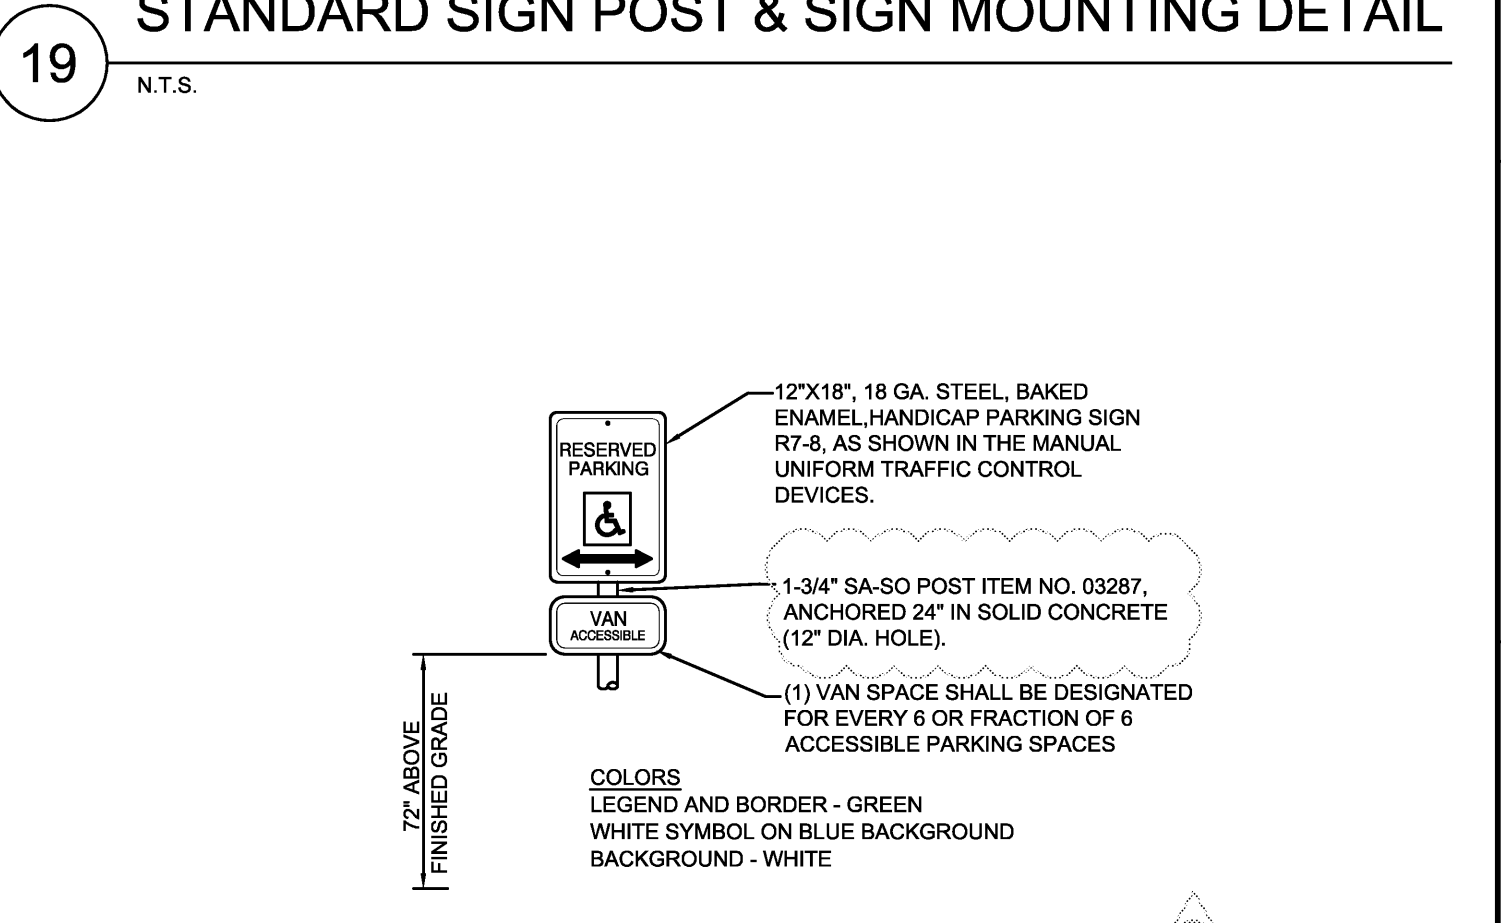 STANDARD SIGN POST & SIGN MOUNTING DETAIL
19
N.T.S.
12"X18", 18 GA. STEEL, BAKED
ENAMEL,HANDICAP PARKING SIGN
R7-8, AS SHOWN IN THE MANUAL
UNIFORM TRAFFIC CONTROL
DEVICES.
RESERVED
PARKING
1-3/4" SA-SO POST ITEM NO. 03287,
ANCHORED 24" IN SOLID CONCRETE
(12" DIA. HOLE).
VAN
ACCESSIBLE
(1) VAN SPACE SHALL BE DESIGNATED
FOR EVERY 6 OR FRACTION OF 6
ACCESSIBLE PARKING SPACES
72" ABOVE
FINISHED GRADE
COLORS
LEGEND AND BORDER - GREEN
WHITE SYMBOL ON BLUE BACKGROUND
BACKGROUND - WHITE